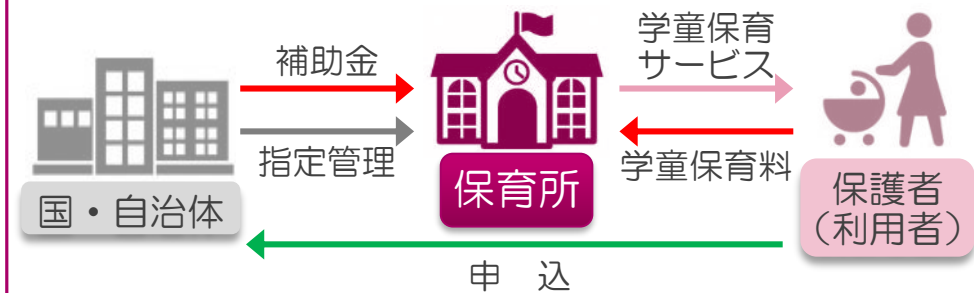 補助金
指定管理
国・自治体
保育所
学童保育
サービス
学童保育料
保護者
（利用者）
申　込